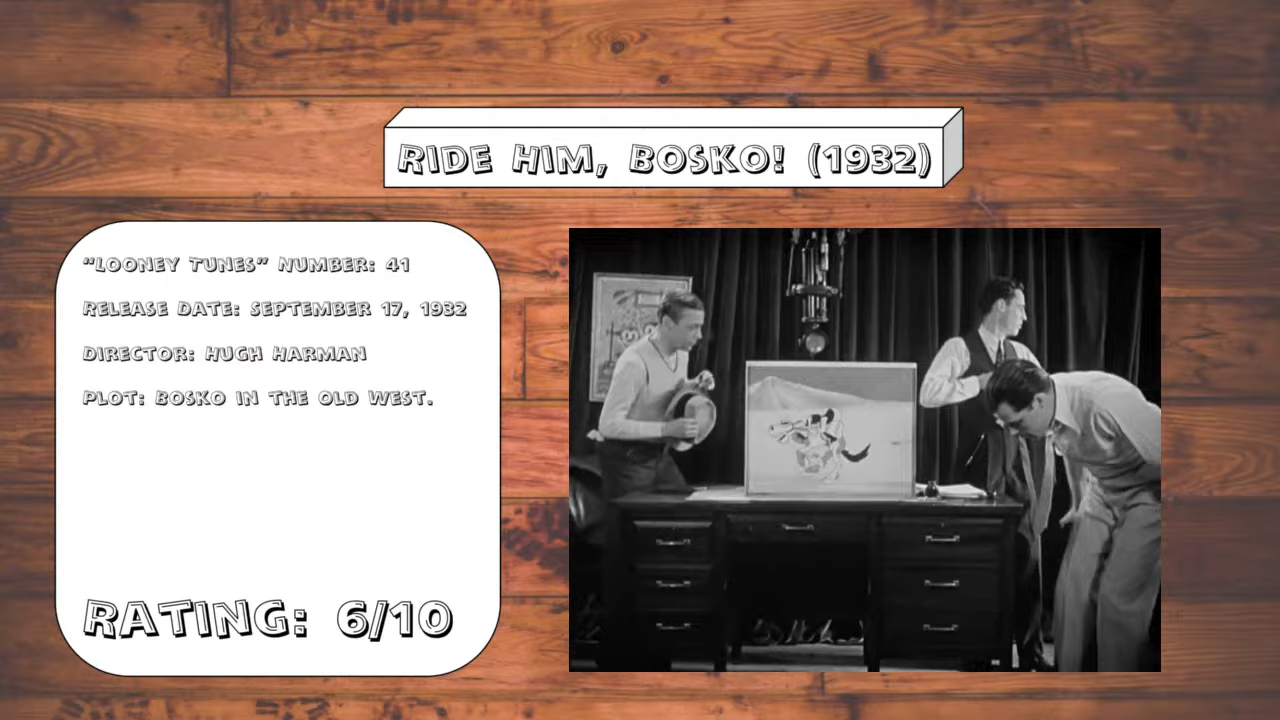 RIDE HIM, BOSKO! (1932)
"LOONEY TUNES" NUMBER: 41
RELEASE DATE: SEPTEMBER 17, 1932
DIRECTOR: HUGH HARMAN
PLOT: BOSKO IN THE OLD WEST.
RATING: 6/10